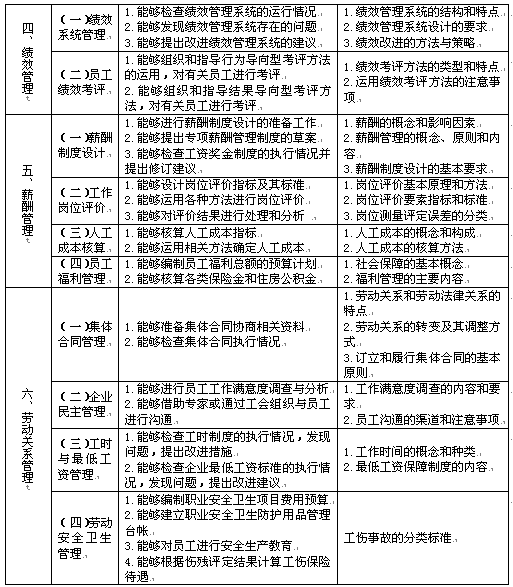 四、绩效管理
（一）绩效
系统管理
1.能够检查绩效管理系统的运行情况
2.能够发现绩效管理系统存在的问题
3.能够提出改进绩效管理系统的建议
1.绩效管理系统的结构和特点
2.绩效管理系统设计的要求
3.绩效改进的方法与策略
（二）员工
绩效考评
1.能够组织和指导行为导向型考评方法
的运用，对有关员工进行考评
2.能够组织和指导结果导向型考评方
法，对有关员工进行考评
1.绩效考评方法的类型和特点
2.运用绩效考评方法的注意事
项
五、薪酬管理
（一）薪酬
制度设计
1.能够进行薪酬制度设计的准备工作
2.能够提出专项薪酬管理制度的草案
3.能够检查工资奖金制度的执行情况并
提出修订建议
1.薪酬的概念和影响因素
2.薪酬管理的概念、原则和内
容
3.薪酬制度设计的基本要求
（二）工作
岗位评价
1.能够设计岗位评价指标及其标准
2.能够运用各种方法进行岗位评价
3.能够对评价结果进行处理和分析
1.岗位评价基本原理和方法
2.岗位评价要素指标和标准
3.岗位测量评定误差的分类
（三）人工
成本核算
1.能够核算人工成本指标
2.能够运用相关方法确定人工成本
1.人工成本的概念和构成
2.人工成本的核算方法
（四）员工
福利管理
1.能够编制员工福利总额的预算计划
2.能够核算各类保险金和住房公积金
1.社会保障的基本概念
2.福利管理的主要内容
六、劳动关系管理
（一）集体
合同管理
1.能够准备集体合同协商相关资料
2.能够检查集体合同执行情况
1.劳动关系和劳动法律关系的
特点
2.劳动关系的转变及其调整方
式
3.订立和履行集体合同的基本
原则
（二）企业
民主管理
1.能够进行员工工作满意度调查与分析
2.能够借助专家或通过工会组织与员工
进行沟通
1.工作满意度调查的内容和要
求
2.员工沟通的渠道和注意事项
（三）工时
与最低工
资管理
1.能够检查工时制度的执行情况，发现
问题，提出改进措施
2.能够检查企业最低工资标准的执行情
况，发现问题，提出改进建议
1.工作时间的概念和种类
2.最低工资保障制度的内容
（四）劳动
安全卫生
管理
1.能够编制职业安全卫生项目费用预算
2.能够建立职业安全卫生防护用品管理
台帐
3.能够对员工进行安全生产教育
4.能够根据伤残评定结果计算工伤保险
待遇
工伤事故的分类标准